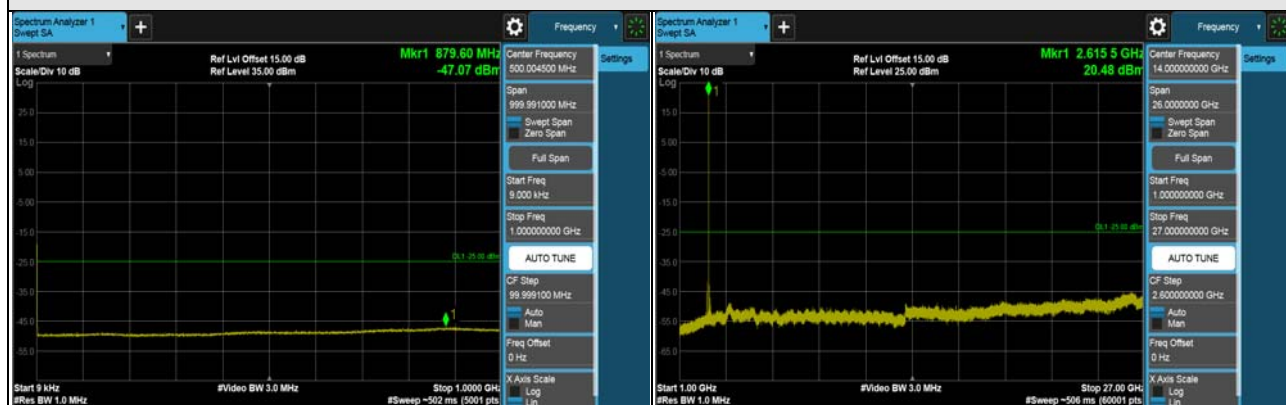 Spectrum Analyzer 1
Swept SA
+
Frequency
1 Spectrum
Scale/Div 10 dB
Log
Ref Lvl Offset 15.00 dB
Ref Level 35.00 dBm
Mkr1 879.60 MHz
-47.07 dBm
25.0
15.0
5.00
-5.00
-15.0
-25.0
-35.0
-45.0
-55.0
DL1 -25.00 dBm
1
Start 9 kHz
#Res BW 1.0 MHz
#Video BW 3.0 MHz
Stop 1.0000 GHz
#Sweep ~502 ms (5001 pts
Center Frequency
500.004500 MHz
Span
999.991000 MHz
Swept Span
Zero Span
Full Span
Start Freq
9.000 kHz
Stop Freq
1.000000000 GHz
AUTO TUNE
CF Step
99.999100 MHz
Auto
Man
Freq Offset
0 Hz
X Axis Scale
Log
Lin
Settings
Spectrum Analyzer 1
Swept SA
+
Frequency
1 Spectrum
Scale/Div 10 dB
Log
Ref Lvl Offset 15.00 dB
Ref Level 25.00 dBm
Mkr1 2.615 5 GHz
20.48 dBm
1
15.0
5.00
-5.00
-15.0
-25.0
-35.0
-45.0
-55.0
-65.0
DL1 -25.00 dBm
Start 1.00 GHz
#Res BW 1.0 MHz
#Video BW 3.0 MHz
Stop 27.00 GHz
#Sweep ~506 ms (60001 pts
Center Frequency
14.000000000 GHz
Span
26.0000000 GHz
Swept Span
Zero Span
Full Span
Start Freq
1.000000000 GHz
Stop Freq
27.000000000 GHz
AUTO TUNE
CF Step
2.600000000 GHz
Auto
Man
Freq Offset
0 Hz
X Axis Scale
Log
Lin
Settings